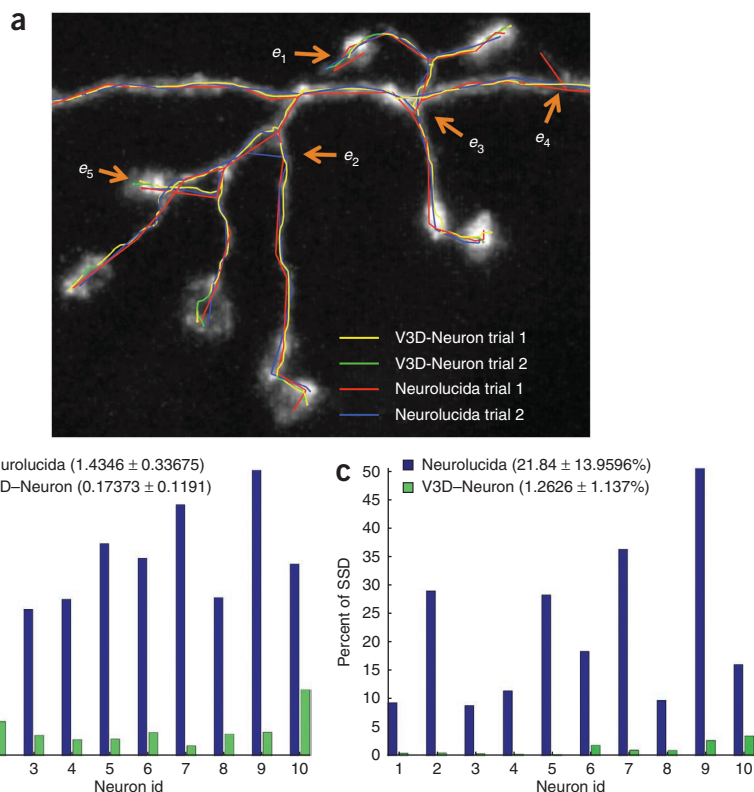 a
e1
e2
e3
e4
e5
V3D-Neuron trial 1
V3D-Neuron trial 2
Neurolucida trial 1
Neurolucida trial 2
urolucida (1.4346 ± 0.33675)
D–Neuron (0.17373 ± 0.1191)
3 4 5 6 7 8 9 10
Neuron id
c
Neurolucida (21.84 ± 13.9596%)
V3D–Neuron (1.2626 ± 1.137%)
Percent of SSD
50
45
40
35
30
25
20
15
10
5
0
1 2 3 4 5 6 7 8 9 10
Neuron id